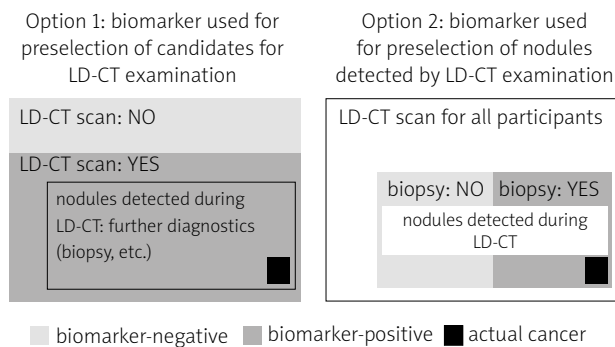 Option 1: biomarker used for
preselection of candidates for
LD-CT examination
LD-CT scan: NO
LD-CT scan: YES
nodules detected during
LD-CT: further diagnostics
(biopsy, etc.)
Option 2: biomarker used
for preselection of nodules
detected by LD-CT examination
LD-CT scan for all participants
biopsy: NO biopsy: YES
nodules detected during
LD-CT
biomarker-negative biomarker-positive actual cancer